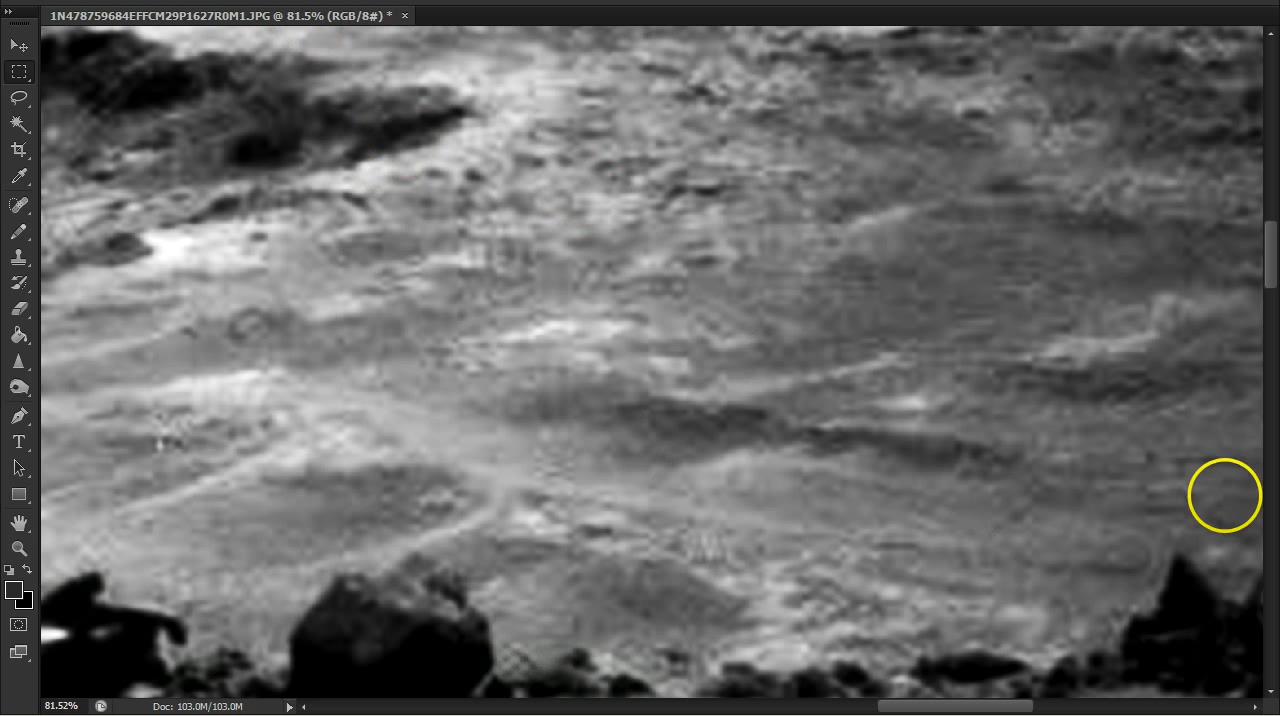 1N478759684EFFCM29P1627R0M1.JPG @ 81.5% (RGB/8#) * ×
T
81.52% Doc: 103.0M/103.0M